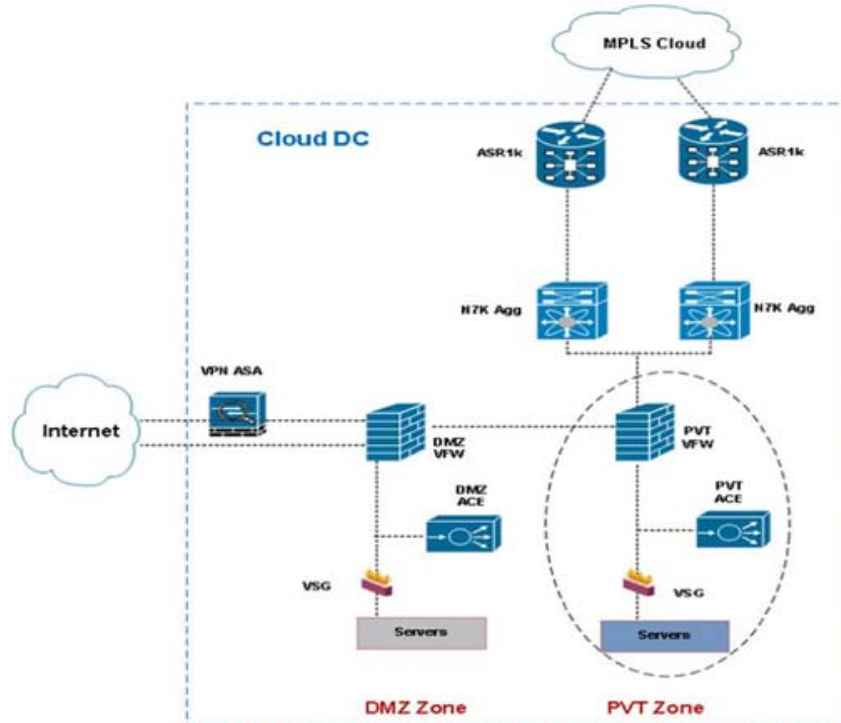 MPLS Cloud
Cloud DC
ASR1k
ASR1k
N7K Agg
N7K Agg
VPN ASA
Internet
DMZ
VFW
PVT
VFW
DMZ
ACE
PVT
ACE
VSG
VSG
Servers
Servers
DMZ Zone
PVT Zone